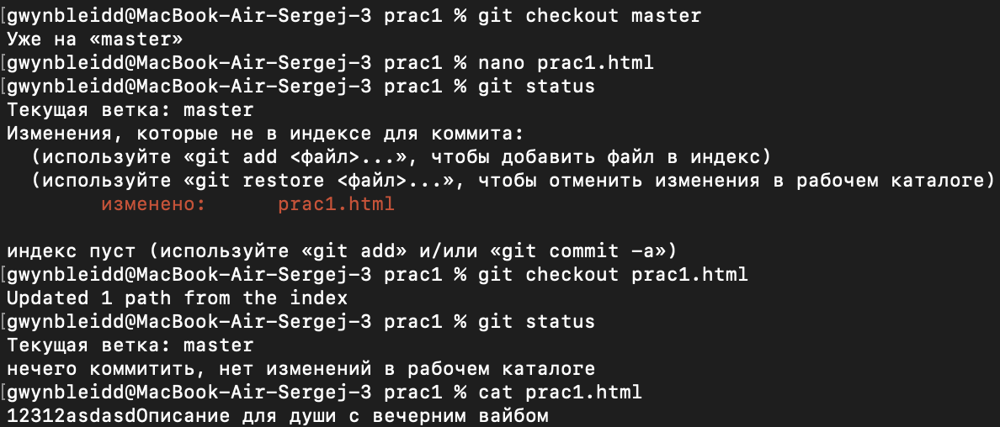 [gwynbleidd@MacBook-Air-Sergej-3 prac1 % git checkout master
Уже на «master»
[gwynbleidd@MacBook-Air-Sergej-3 prac1 % nano prac1.html
[gwynbleidd@MacBook-Air-Sergej-3 prac1 % git status
Текущая ветка: master
Изменения, которые не в индексе для коммита:
  (используйте «git add <файл>...», чтобы добавить файл в индекс)
  (используйте «git restore <файл>...», чтобы отменить изменения в рабочем каталоге)
        изменено:      prac1.html
индекс пуст (используйте «git add» и/или «git commit -a»)
[gwynbleidd@MacBook-Air-Sergej-3 prac1 % git checkout prac1.html
Updated 1 path from the index
[gwynbleidd@MacBook-Air-Sergej-3 prac1 % git status
Текущая ветка: master
нечего коммитить, нет изменений в рабочем каталоге
[gwynbleidd@MacBook-Air-Sergej-3 prac1 % cat prac1.html
12312asdasdОписание для души с вечерним вайбом